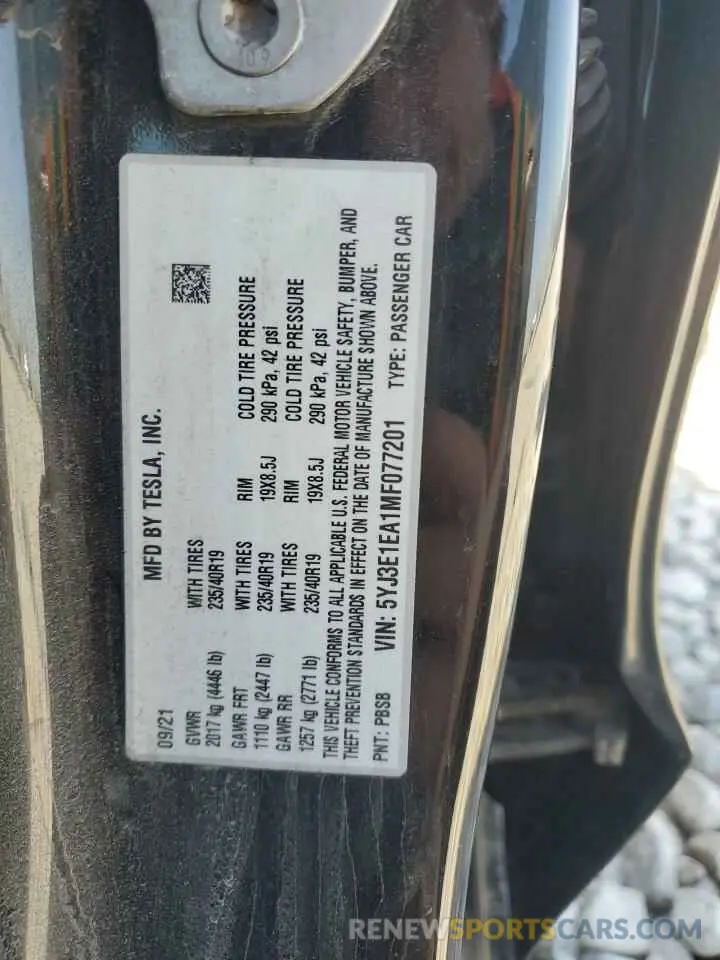 MFD BY TESLA, INC.
09/21
GVWR WITH TIRES
2017 kg (4446 lb) 235/40R19
GAWR FRT WITH TIRES RIM COLD TIRE PRESSURE
1110 kg (2447 lb) 235/40R19 19X8.5J 290 kPa, 42 psi
GAWR RR WITH TIRES RIM COLD TIRE PRESSURE
1257 kg (2771 lb) 235/40R19 19X8.5J 290 kPa, 42 psi
THIS VEHICLE CONFORMS TO ALL APPLICABLE U.S. FEDERAL MOTOR VEHICLE SAFETY, BUMPER, AND
THEFT PREVENTION STANDARDS IN EFFECT ON THE DATE OF MANUFACTURE SHOWN ABOVE.
PNT: PBSB VIN: 5YJ3E1EA1MF077201 TYPE: PASSENGER CAR
RENEWSPORTSCARS.COM